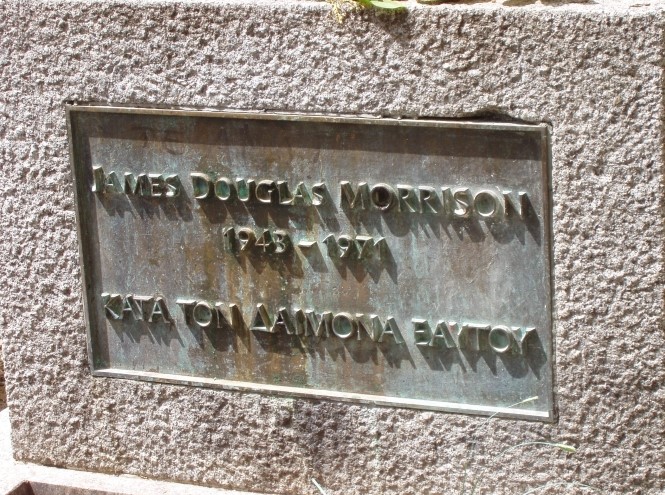 JAMES DOUGLAS MORRISON
1943 – 1971
ΚΑΤΑ ΤΟΝ ΔΑΙΜΟΝΑ ΕΑΥΤΟΥ